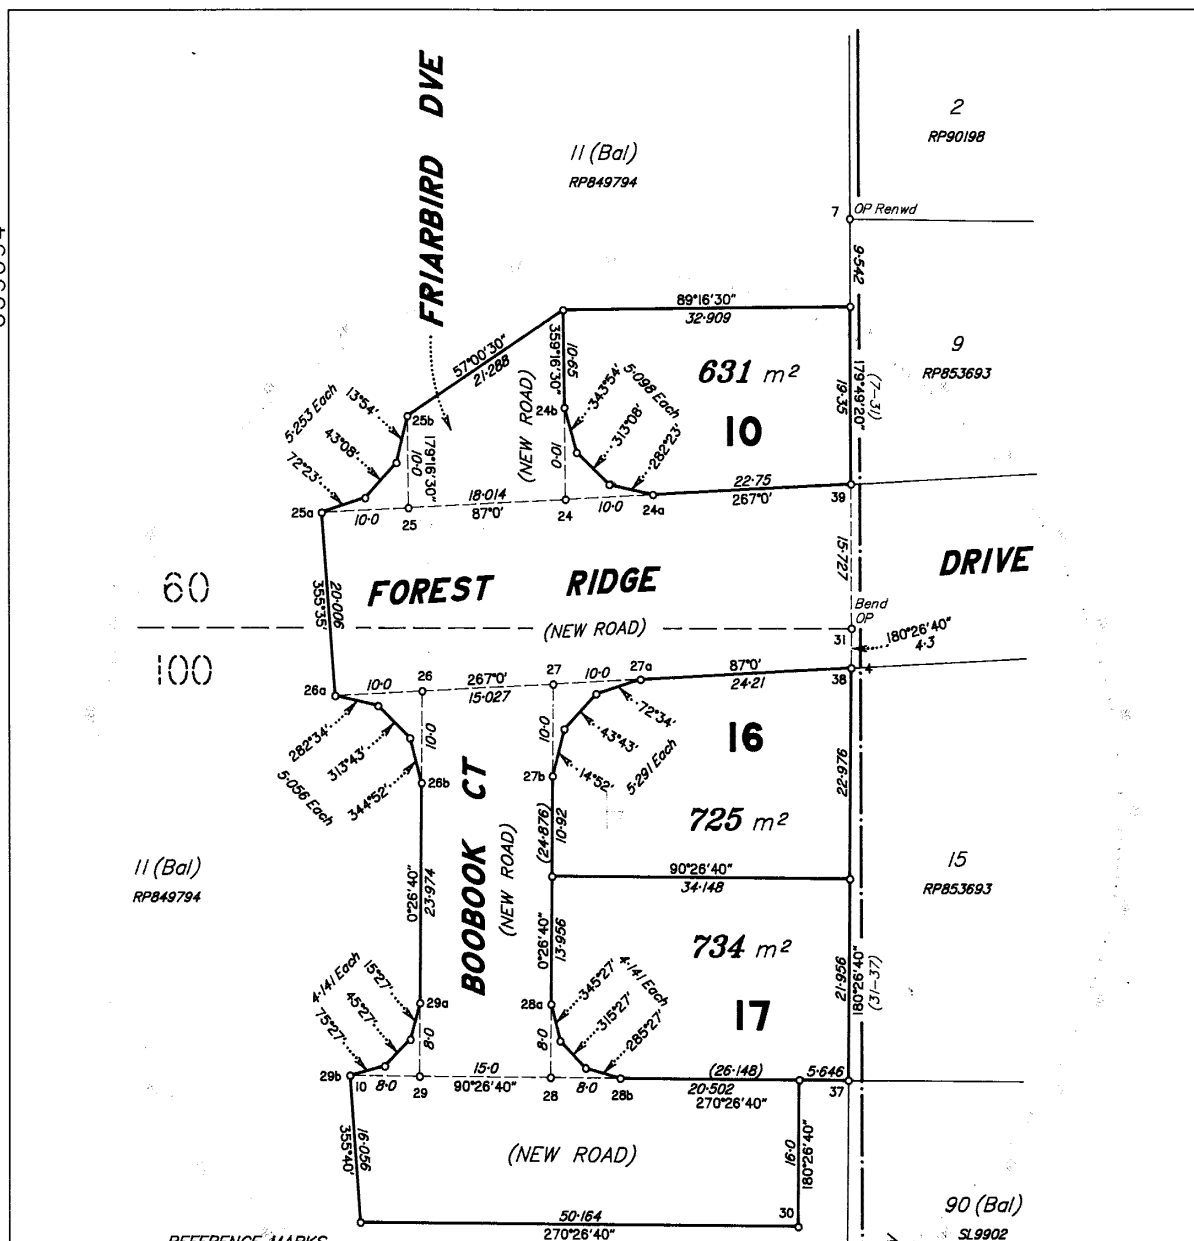 2
RP90198
FRIARBIRD DVE
11 (Bal)
RP849794
7
OP Renwd
9·542
89°16'30"
32·909
57°00'30"
21·288
359°16'30"
10·65
343°54'
5·098 Each
313°08'
282°23'
631 m²
10
9
RP853693
179°49'20"
(7-31)
19·35
5·253 Each
13°54'
43°08'
72°23'
25b
24b
(NEW ROAD)
10·0
179°16'30"
10·0
18·014
87°0'
22·75
267°0'
25a
10·0
25
24
10·0
24a
39
60
FOREST RIDGE
DRIVE
20·006
355°35'
15·727
(NEW ROAD)
Bend
OP
31
180°26'40"
4·3
100
26a
10·0
26
267°0'
15·027
27
10·0
27a
87°0'
24·21
38
4
282°34'
313°43'
344°52'
5·056 Each
10·0
26b
10·0
27b
72°34'
43°43'
14°52'
5·291 Each
16
22·976
725 m²
BOOBOOK CT
(NEW ROAD)
(24·876)
10·92
90°26'40"
34·148
11 (Bal)
RP849794
15
RP853693
0°26'40"
23·974
0°26'40"
13·956
734 m²
17
21·956
180°26'40"
(31-37)
4·141 Each
15°27'
45°27'
75°27'
29a
28a
345°27'
4·141 Each
315°27'
285°27'
8·0
8·0
29b
10
8·0
29
15·0
90°26'40"
28
8·0
28b
(26·148)
20·502
270°26'40"
5·646
37
16·056
355°40'
(NEW ROAD)
16·0
180°26'40"
50·164
270°26'40"
30
90 (Bal)
SL9902
REFERENCE MARKS